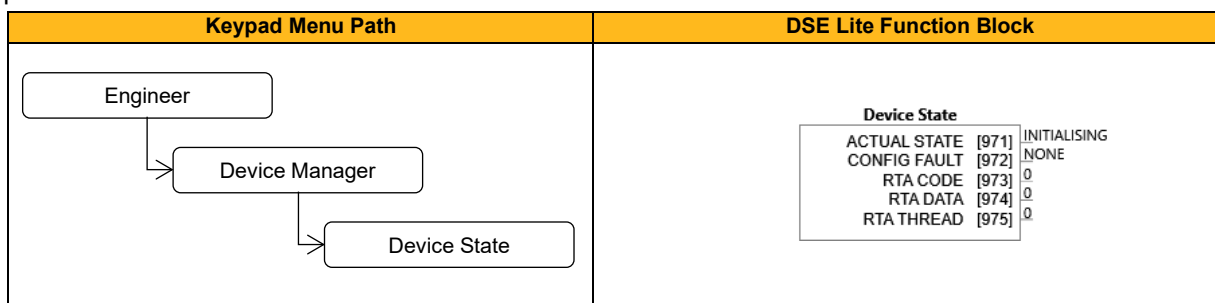 Keypad Menu Path
DSE Lite Function Block
Engineer
Device Manager
Device State
Device State
ACTUAL STATE [971] INITIALISING
CONFIG FAULT [972] NONE
RTA CODE [973] 0
RTA DATA [974] 0
RTA THREAD [975] 0